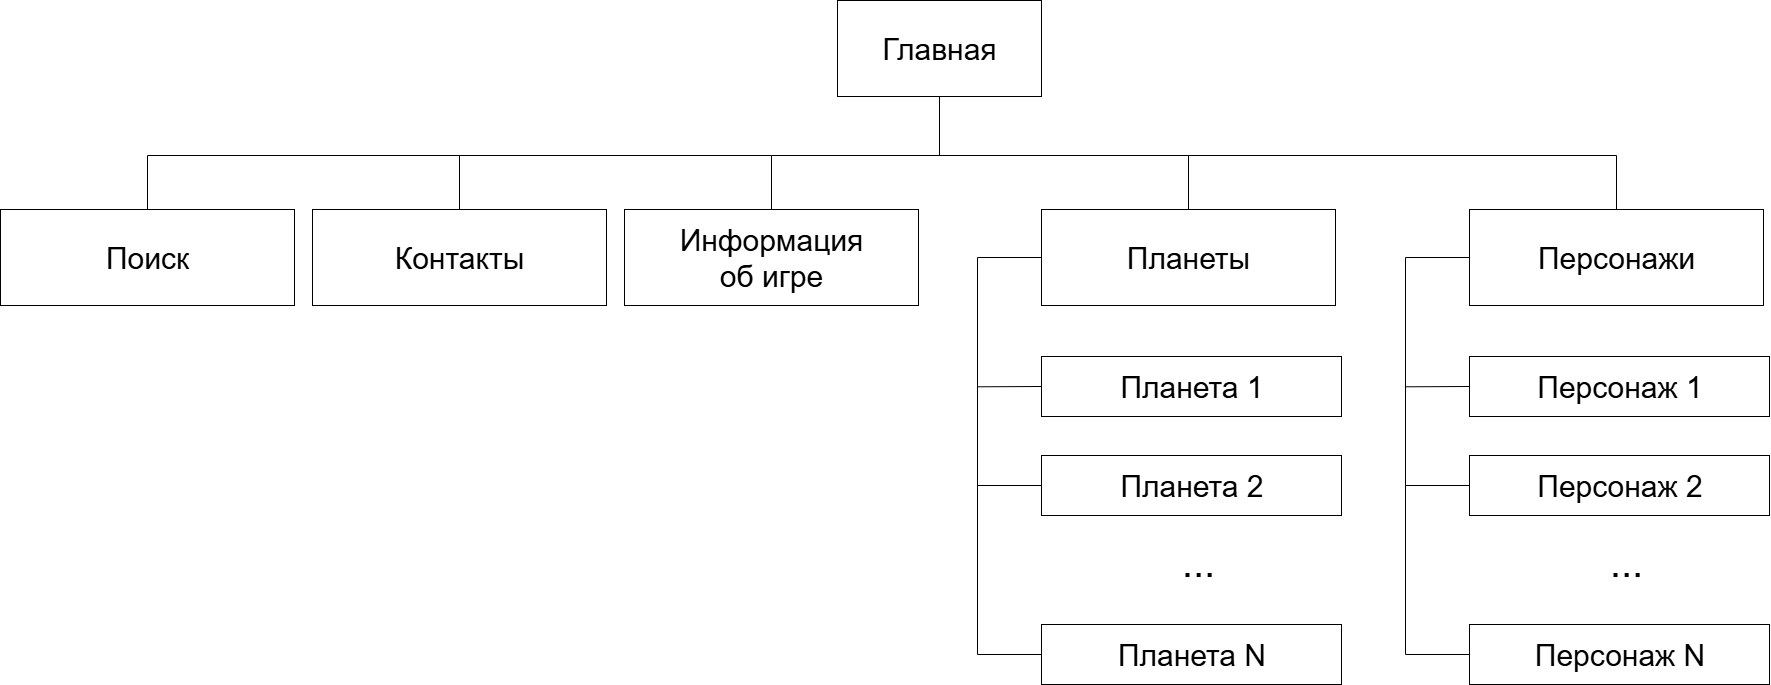 Главная
Поиск
Контакты
Информация
об игре
Планеты
Персонажи
Планета 1
Персонаж 1
Планета 2
Персонаж 2
...
...
Планета N
Персонаж N